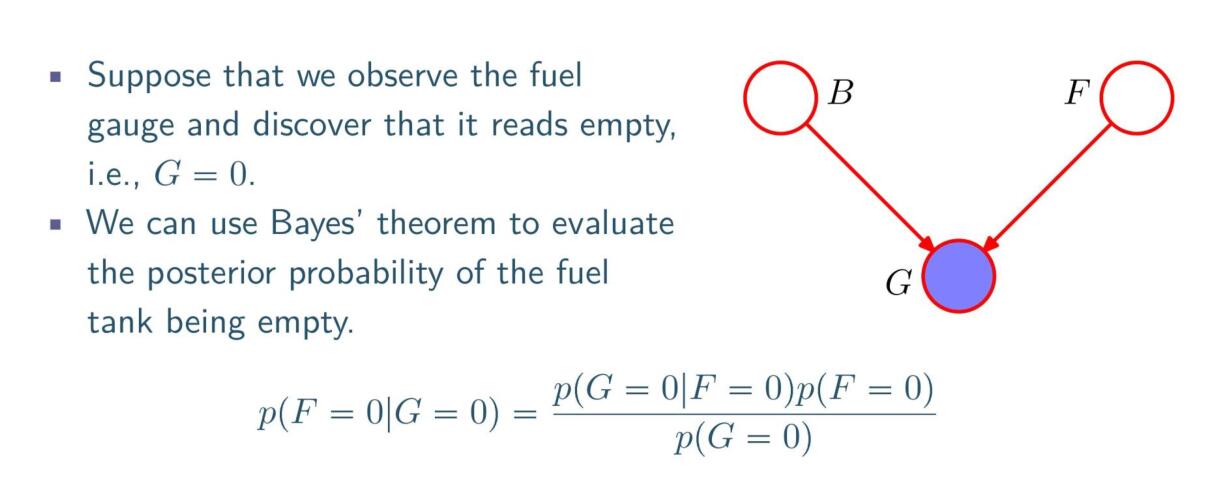 ▪ Suppose that we observe the fuel
gauge and discover that it reads empty,
i.e., G = 0.
▪ We can use Bayes' theorem to evaluate
the posterior probability of the fuel
tank being empty.
B
F
G
p(F = 0|G = 0) = \frac{p(G = 0|F = 0)p(F = 0)}{p(G = 0)}